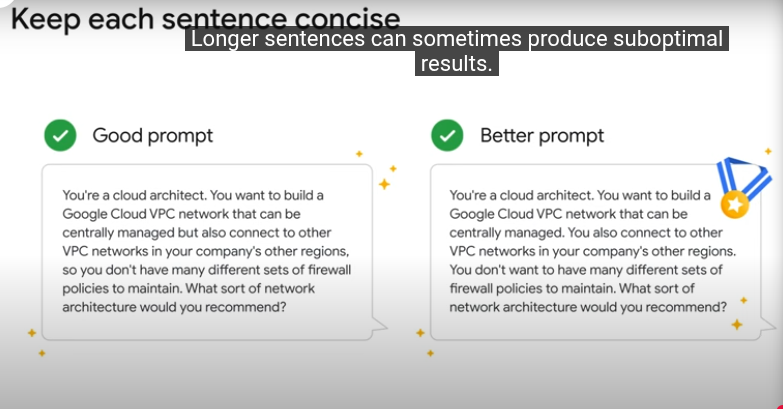 Keep each sentence concise
Longer sentences can sometimes produce suboptimal
results.
Good prompt
You're a cloud architect. You want to build a
Google Cloud VPC network that can be
centrally managed but also connect to other
VPC networks in your company's other regions,
so you don't have many different sets of firewall
policies to maintain. What sort of network
architecture would you recommend?
Better prompt
You're a cloud architect. You want to build a
Google Cloud VPC network that can be
centrally managed. You also connect to other
VPC networks in your company's other regions.
You don't want to have many different sets of
firewall policies to maintain. What sort of
network architecture would you recommend?